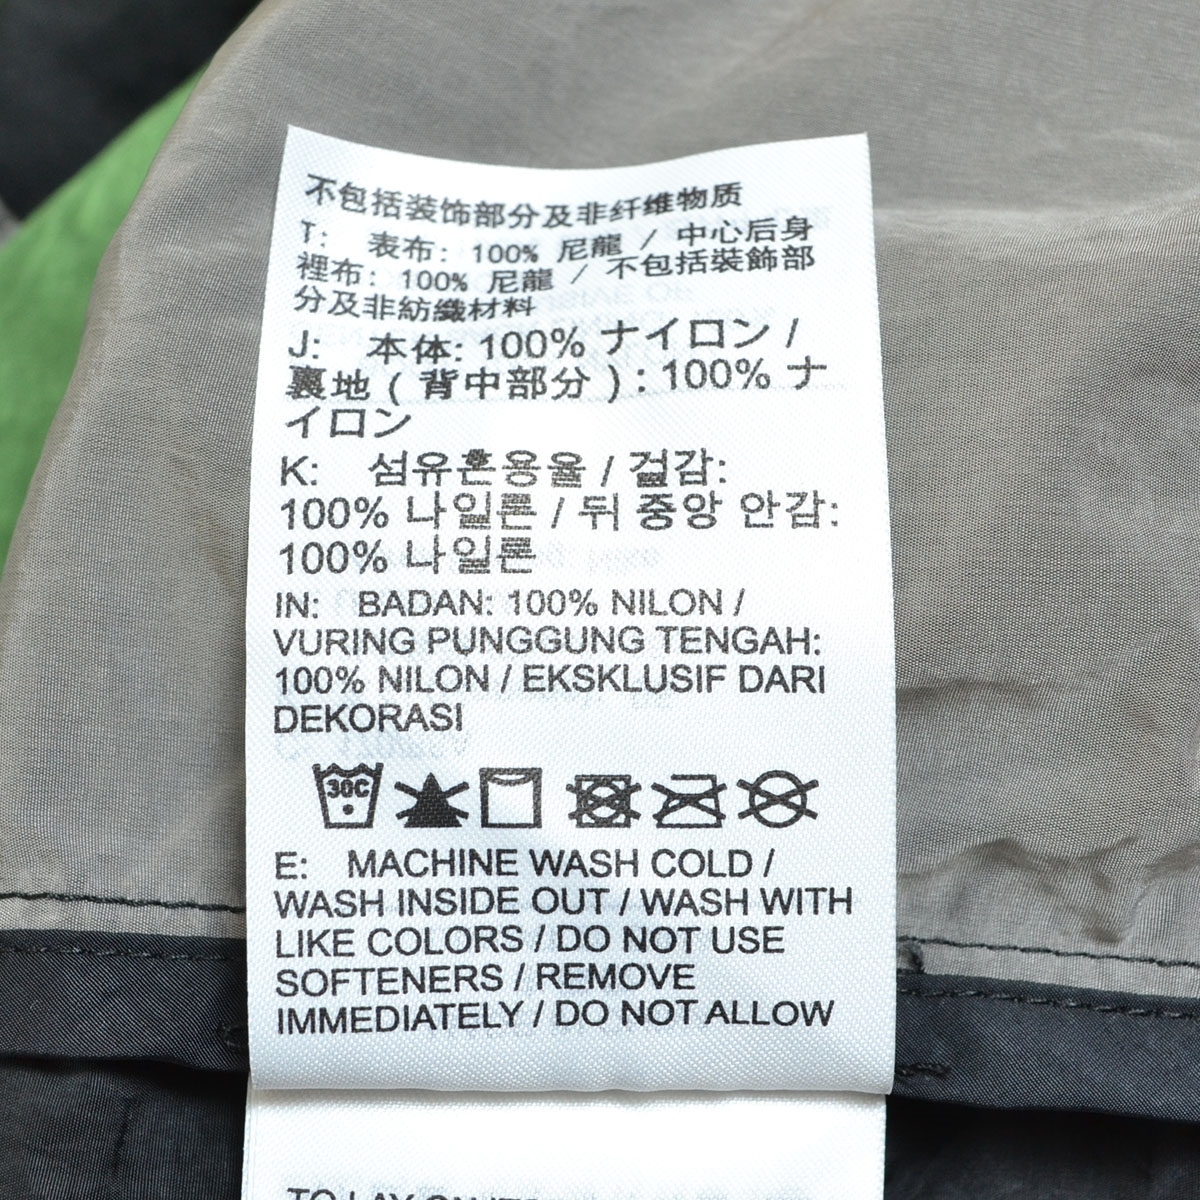 不包括装饰部分及非纤维物质
T: 表布: 100% 尼龍 / 中心后身
裡布: 100% 尼龍 / 不包括裝飾部
分及非紡織材料
J: 本体: 100% ナイロン /
裏地 ( 背中部分 ) : 100% ナ
イロン
K: 섬유혼용율 / 겉감:
100% 나일론 / 뒤 중앙 안감:
100% 나일론
IN: BADAN: 100% NILON /
VURING PUNGGUNG TENGAH:
100% NILON / EKSKLUSIF DARI
DEKORASI
30C
E: MACHINE WASH COLD /
WASH INSIDE OUT / WASH WITH
LIKE COLORS / DO NOT USE
SOFTENERS / REMOVE
IMMEDIATELY / DO NOT ALLOW
TO LAY ON